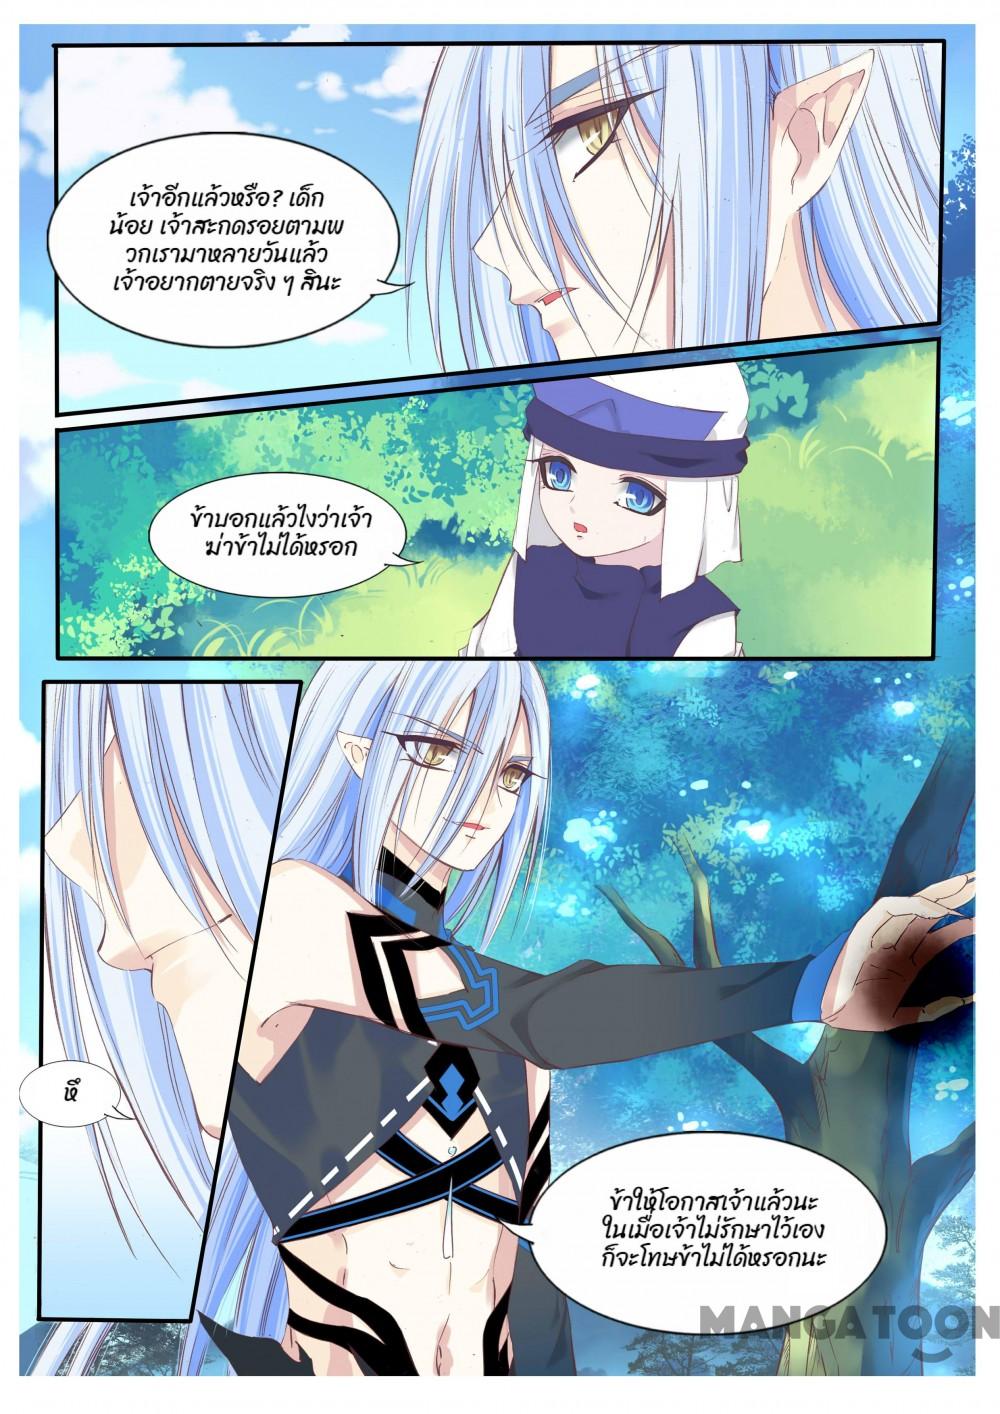 เจ้าอีกแล้วหรือ? เด็ก
น้อย เจ้าสะกดรอยตามพ
วกเรามาหลายวันแล้ว
เจ้าอยากตายจริง ๆ สินะ
ข้าบอกแล้วไงว่าเจ้า
ฆ่าข้าไม่ได้หรอก
หึ
ข้าให้โอกาสเจ้าแล้วนะ
ในเมื่อเจ้าไม่รักษาไว้เอง
ก็จะโทษข้าไม่ได้หรอกนะ
MANGATOON